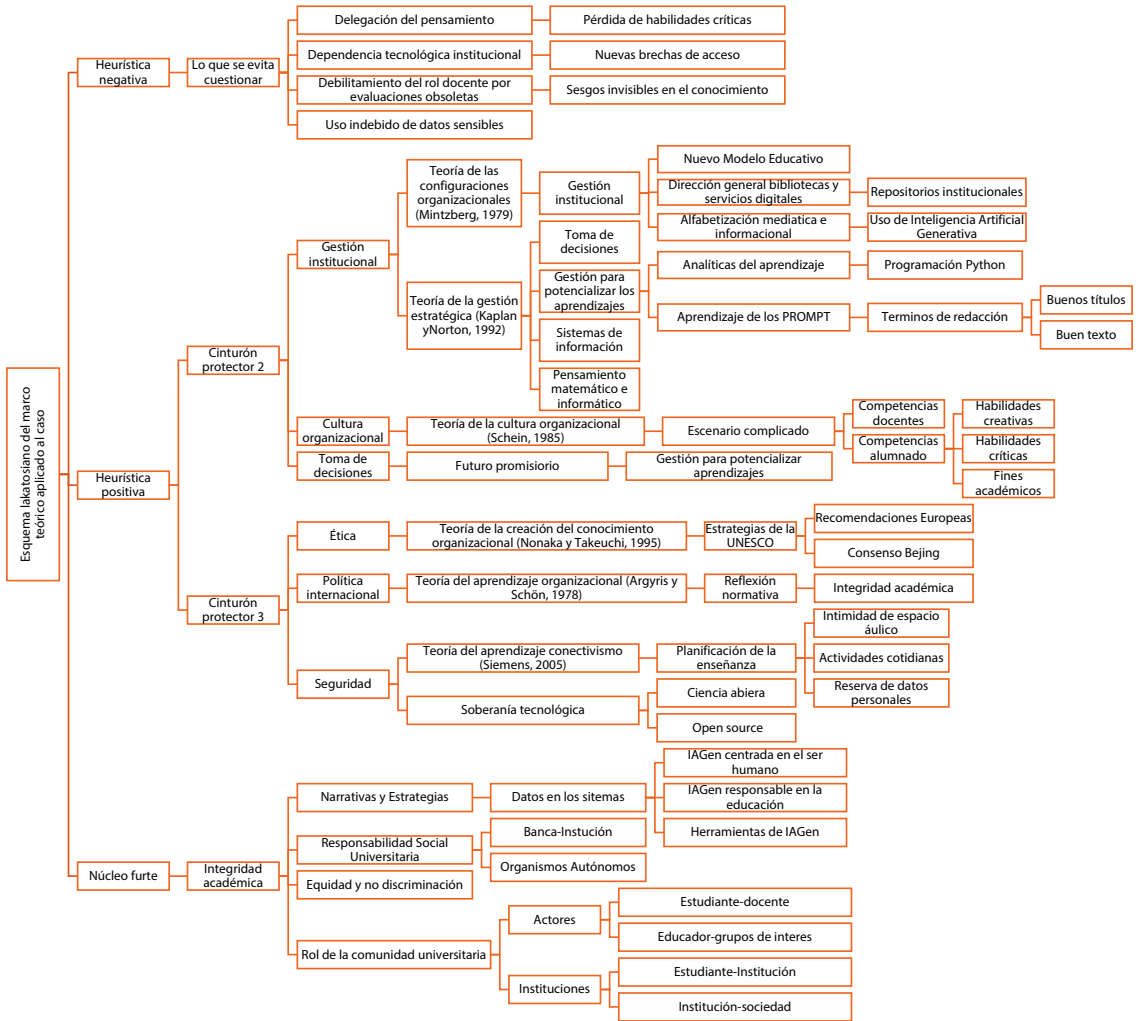 Esquema lakatosiano del marco
teórico aplicado al caso
Heurística
negativa
Lo que se evita
cuestionar
Delegación del pensamiento
Pérdida de habilidades críticas
Dependencia tecnológica institucional
Nuevas brechas de acceso
Debilitamiento del rol docente por
evaluaciones obsoletas
Sesgos invisibles en el conocimiento
Uso indebido de datos sensibles
Heurística
positiva
Cinturón
protector 2
Gestión
institucional
Teoría de las
configuraciones
organizacionales
(Mintzberg, 1979)
Gestión
institucional
Nuevo Modelo Educativo
Dirección general bibliotecas y
servicios digitales
Repositorios institucionales
Alfabetización mediatica e
informacional
Uso de Inteligencia Artificial
Generativa
Teoría de la gestión
estratégica (Kaplan
yNorton, 1992)
Toma de
decisiones
Gestión para
potencializar los
aprendizajes
Analíticas del aprendizaje
Programación Python
Aprendizaje de los PROMPT
Terminos de redacción
Buenos títulos
Buen texto
Sistemas de
información
Pensamiento
matemático e
informático
Cultura
organizacional
Teoría de la cultura organizacional
(Schein, 1985)
Escenario complicado
Competencias
docentes
Competencias
alumnado
Habilidades
creativas
Habilidades
críticas
Fines
académicos
Toma de
decisiones
Futuro promisiorio
Gestión para potencializar
aprendizajes
Cinturón
protector 3
Ética
Teoría de la creación del conocimiento
organizacional (Nonaka y Takeuchi, 1995)
Estrategias de la
UNESCO
Recomendaciones Europeas
Consenso Bejing
Política
internacional
Teoría del aprendizaje organizacional (Argyris y
Schön, 1978)
Reflexión
normativa
Integridad académica
Seguridad
Teoría del aprendizaje conectivismo
(Siemens, 2005)
Planificación de la
enseñanza
Intimidad de espacio
áulico
Actividades cotidianas
Reserva de datos
personales
Soberanía tecnológica
Ciencia abiera
Open source
Núcleo furte
Integridad
académica
Narrativas y Estrategias
Datos en los sitemas
IAGen centrada en el ser
humano
IAGen responsable en la
educación
Herramientas de IAGen
Responsabilidad Social
Universitaria
Banca-Instución
Organismos Autónomos
Equidad y no discriminación
Rol de la comunidad universitaria
Actores
Estudiante-docente
Educador-grupos de interes
Instituciones
Estudiante-Institución
Institución-sociedad